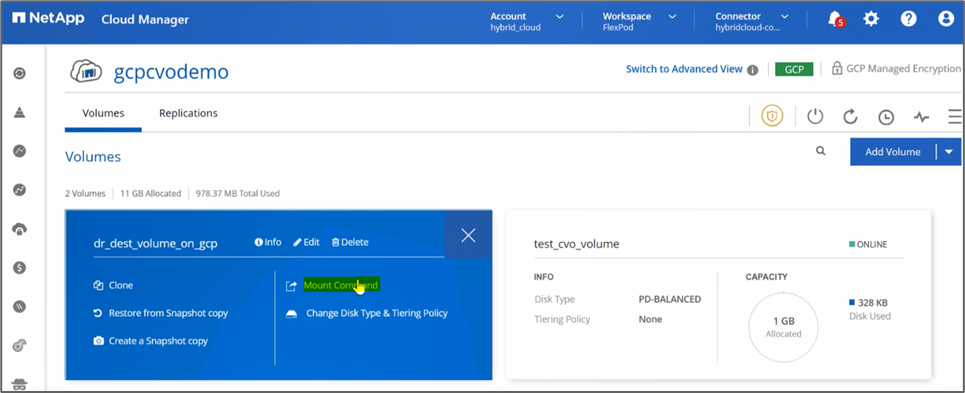 NetApp Cloud Manager
Account
hybrid_cloud
Workspace
FlexPod
Connector
hybridcloud-co...
5
gcpcvodemo
Switch to Advanced View
GCP
GCP Managed Encryption
Volumes
Replications
Volumes
Add Volume
2 Volumes
11 GB Allocated
978.37 MB Total Used
dr_dest_volume_on_gcp
Info
Edit
Delete
Clone
Restore from Snapshot copy
Create a Snapshot copy
Mount Command
Change Disk Type & Tiering Policy
test_cvo_volume
ONLINE
INFO
Disk Type PD-BALANCED
Tiering Policy None
CAPACITY
1 GB
Allocated
328 KB
Disk Used